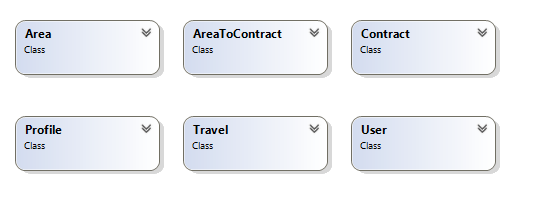 Area
Class
AreaToContract
Class
Contract
Class
Profile
Class
Travel
Class
User
Class